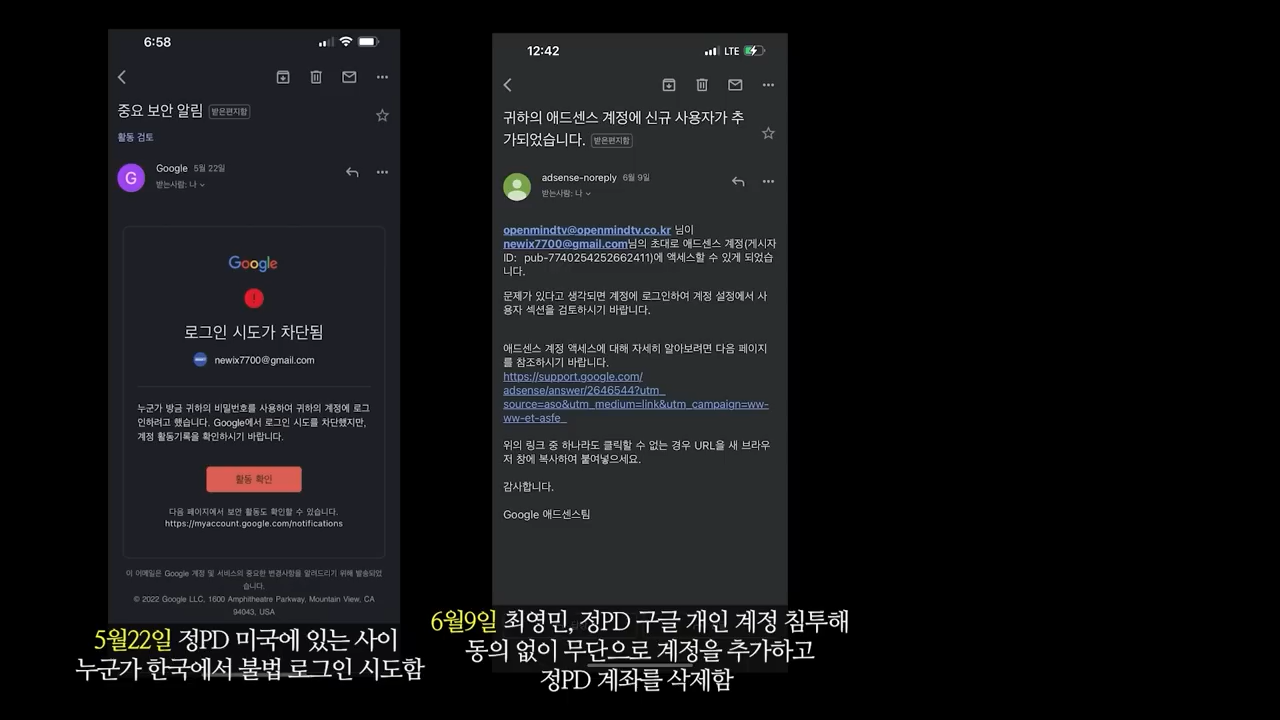 6:58
중요 보안 알림 받은편지함
활동 검토
G
Google 5월 22일
받는사람: 나
Google
!
로그인 시도가 차단됨
newix7700@gmail.com
누군가 방금 귀하의 비밀번호를 사용하여 귀하의 계정에 로그
인하려고 했습니다. Google에서 로그인 시도를 차단했지만,
계정 활동기록을 확인하시기 바랍니다.
활동 확인
다음 페이지에서 보안 활동도 확인할 수 있습니다.
https://myaccount.google.com/notifications
이 이메일은 Google 계정 및 서비스의 중요한 변경사항을 알려드리기 위해 발송되었
습니다.
© 2022 Google LLC, 1600 Amphitheatre Parkway, Mountain View, CA
94043, USA
5월22일 정PD 미국에 있는 사이
누군가 한국에서 불법 로그인 시도함
12:42
LTE
귀하의 애드센스 계정에 신규 사용자가 추
가되었습니다. 받은편지함
adsense-noreply 6월 9일
받는사람: 나
openmindtv@openmindtv.co.kr 님이
newix7700@gmail.com님의 초대로 애드센스 계정(게시자
ID: pub-7740254252662411)에 액세스할 수 있게 되었습
니다.
문제가 있다고 생각되면 계정에 로그인하여 계정 설정에서 사
용자 섹션을 검토하시기 바랍니다.
애드센스 계정 액세스에 대해 자세히 알아보려면 다음 페이지
를 참조하시기 바랍니다.
https://support.google.com/
adsense/answer/2646544?utm_
source=aso&utm_medium=link&utm_campaign=ww-
ww-et-asfe_
위의 링크 중 하나라도 클릭할 수 없는 경우 URL을 새 브라우
저 창에 복사하여 붙여넣으세요.
감사합니다.
Google 애드센스팀
6월9일 최영민, 정PD 구글 개인 계정 침투해
동의 없이 무단으로 계정을 추가하고
정PD 계좌를 삭제함